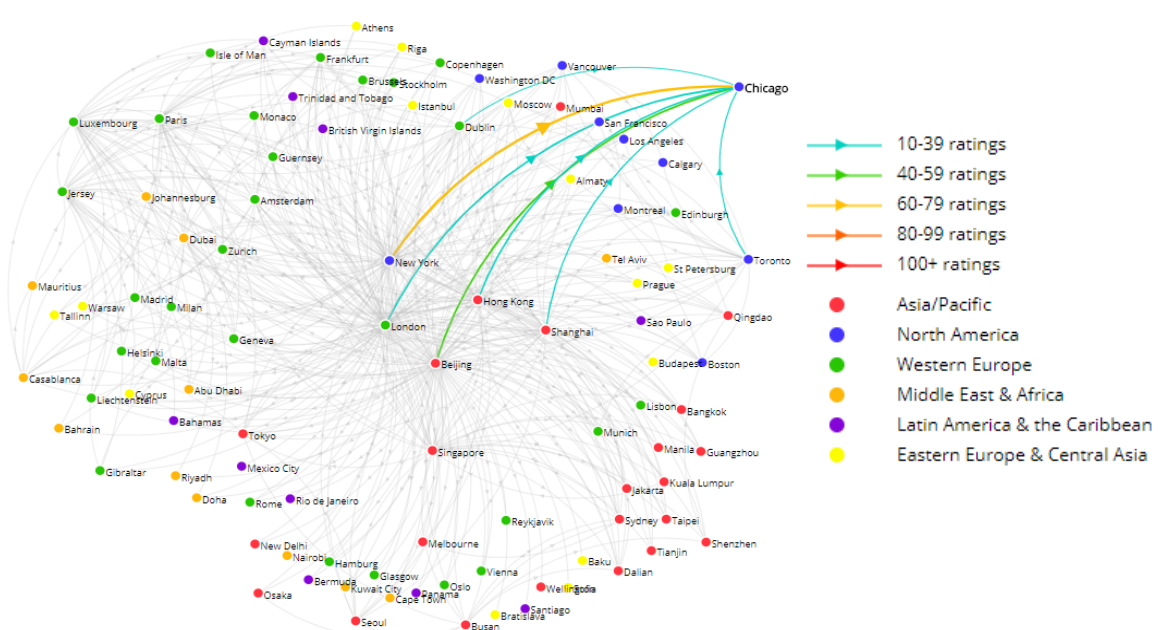 Athens
Cayman Islands
Riga
Isle of Man
Frankfurt
Copenhagen
Vancouver
Brussels
Stockholm
Washington DC
Chicago
Trinidad and Tobago
Istanbul
Moscow
Mumbai
Luxembourg
Paris
Monaco
British Virgin Islands
Dublin
San Francisco
Los Angeles
Guernsey
Calgary
Almaty
Jersey
Johannesburg
Amsterdam
Montreal
Edinburgh
Dubai
Zurich
New York
Tel Aviv
St Petersburg
Toronto
Mauritius
Prague
Madrid
Milan
Warsaw
Tallinn
Hong Kong
London
Shanghai
Sao Paulo
Qingdao
Geneva
Helsinki
Malta
Beijing
Budapest
Boston
Casablanca
Cyprus
Abu Dhabi
Liechtenstein
Lisbon
Bangkok
Bahamas
Bahrain
Tokyo
Munich
Singapore
Manila
Guangzhou
Gibraltar
Mexico City
Riyadh
Kuala Lumpur
Jakarta
Doha
Rome
Rio de Janeiro
Reykjavik
Sydney
Taipei
New Delhi
Melbourne
Shenzhen
Nairobi
Tianjin
Hamburg
Baku
Glasgow
Vienna
Dalian
Bermuda
Kuwait City
Oslo
Wellington
Sofia
Osaka
Panama
Cape Town
Santiago
Bratislava
Seoul
Busan
10-39 ratings
40-59 ratings
60-79 ratings
80-99 ratings
100+ ratings
Asia/Pacific
North America
Western Europe
Middle East & Africa
Latin America & the Caribbean
Eastern Europe & Central Asia